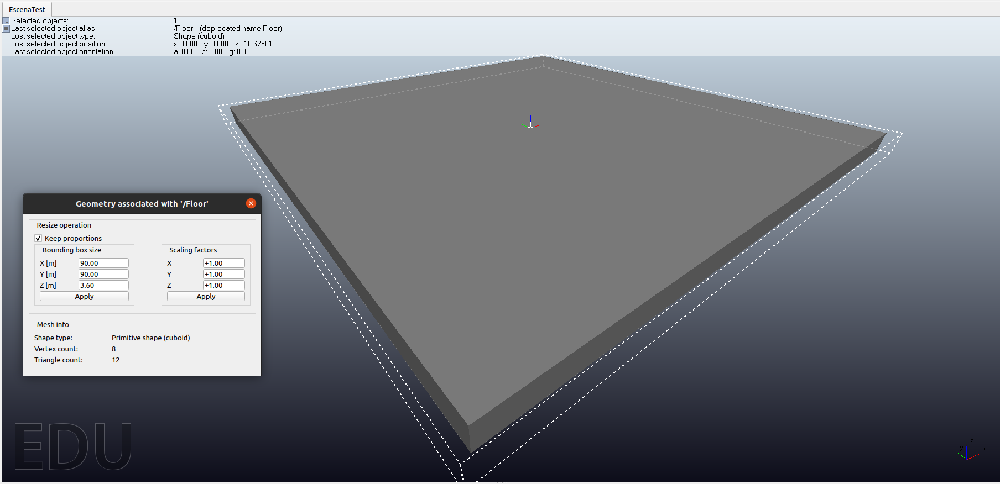 EscenaTest
Selected objects: 1
Last selected object alias: /Floor (deprecated name:Floor)
Last selected object type: Shape (cuboid)
Last selected object position: x: 0.000 y: 0.000 z: -10.67501
Last selected object orientation: a: 0.00 b: 0.00 g: 0.00
Geometry associated with '/Floor'
Resize operation
Keep proportions
Bounding box size Scaling factors
X [m] 90.00 X +1.00
Y [m] 90.00 Y +1.00
Z [m] 3.60 Z +1.00
Apply Apply
Mesh info
Shape type: Primitive shape (cuboid)
Vertex count: 8
Triangle count: 12
EDU
z
y x